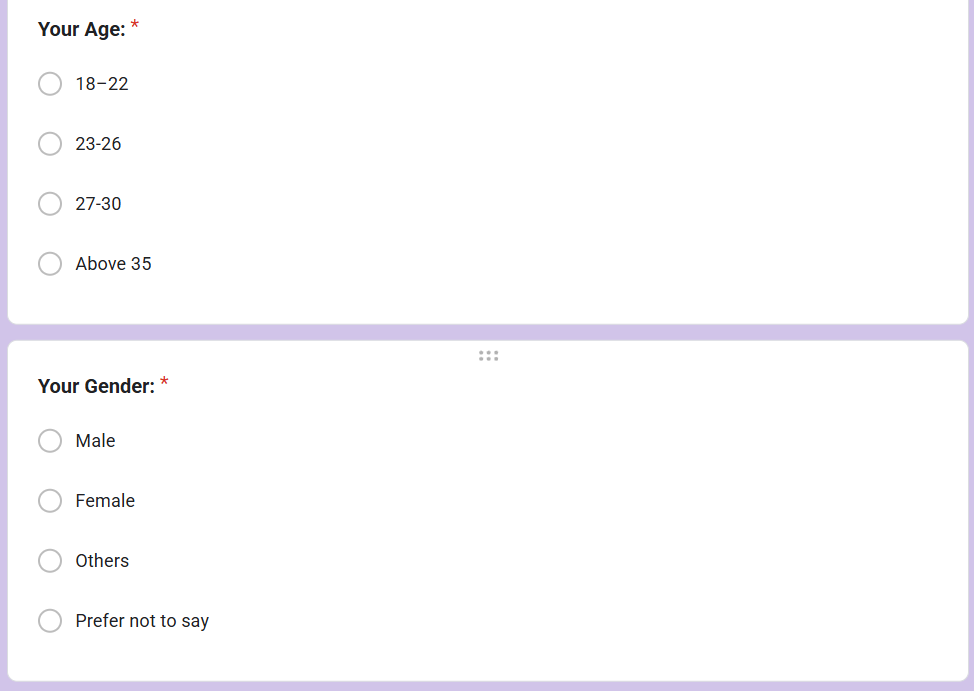 Your Age: *
18–22
23-26
27-30
Above 35
Your Gender: *
Male
Female
Others
Prefer not to say